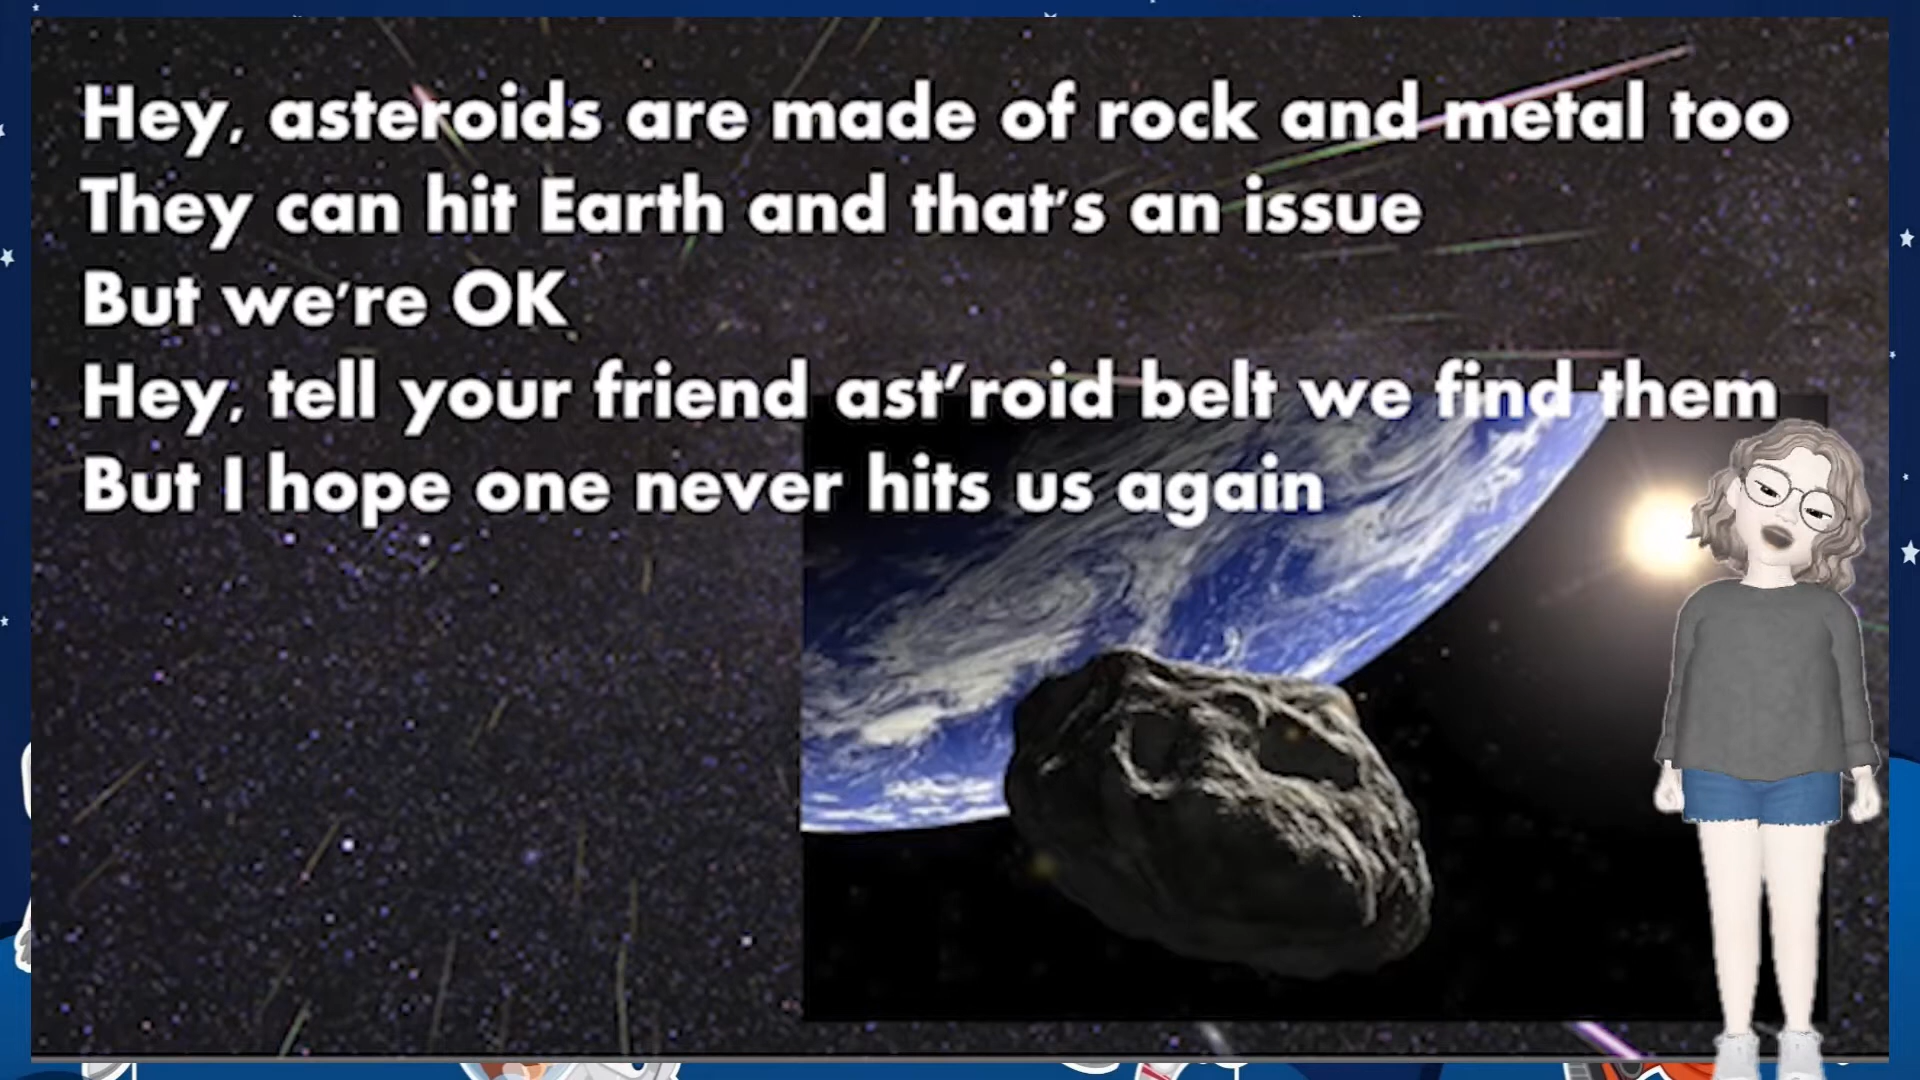 Hey, asteroids are made of rock and metal too
They can hit Earth and that's an issue
But we're OK
Hey, tell your friend ast'roid belt we find them
But I hope one never hits us again